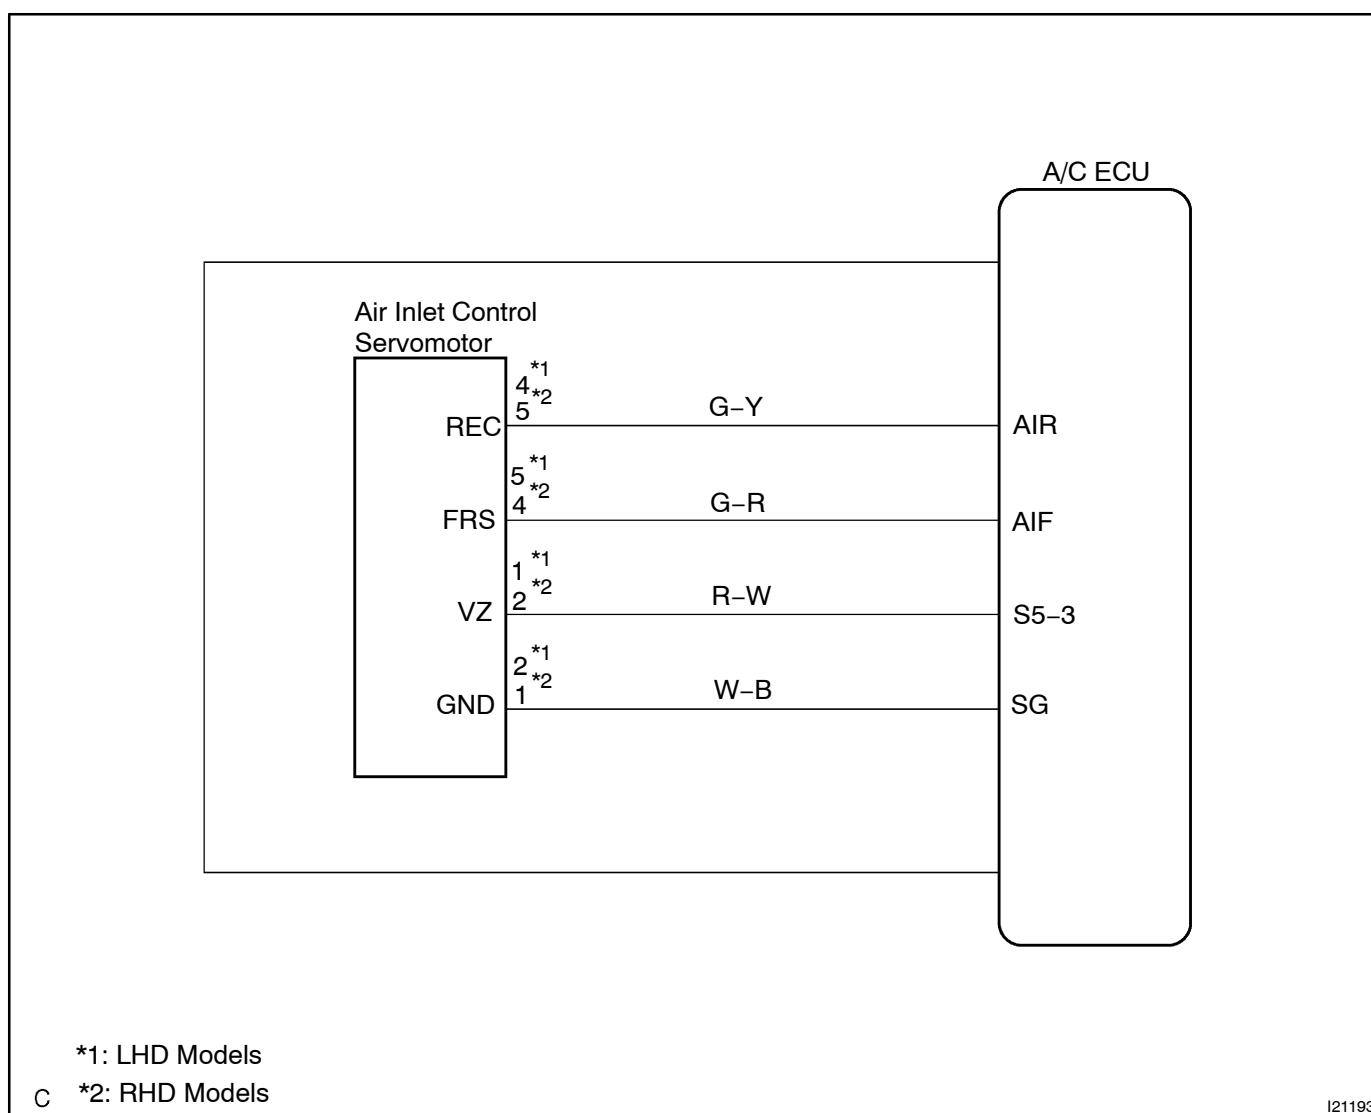 A/C ECU
Air Inlet Control
Servomotor
4*1
5*2
REC
G−Y
AIR
5*1
4*2
FRS
G−R
AIF
1*1
2*2
VZ
R−W
S5−3
2*1
1*2
GND
W−B
SG
*1: LHD Models
C *2: RHD Models
I21193